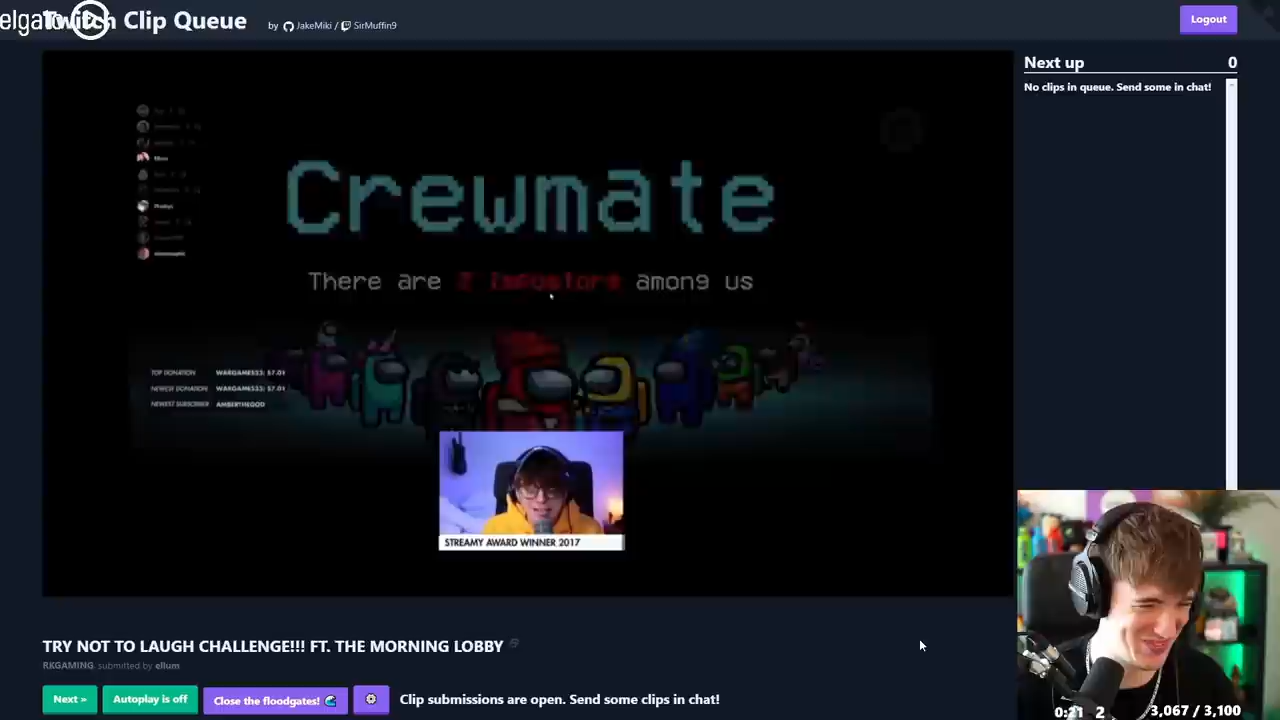 elgato
Twitch Clip Queue
by JakeMiki / SirMuffin9
Logout
Next up 0
No clips in queue. Send some in chat!
Crewmate
There are 2 Impostors among us
TOP DONATION WARGAMES33: $7.01
NEWEST DONATION WARGAMES33: $7.01
NEWEST SUBSCRIBER AMBERTHEGOD
STREAMY AWARD WINNER 2017
TRY NOT TO LAUGH CHALLENGE!!! FT. THE MORNING LOBBY
RKGAMING, submitted by ellum
Next »
Autoplay is off
Close the floodgates!
Clip submissions are open. Send some clips in chat!
0:21 2 3,067 / 3,100